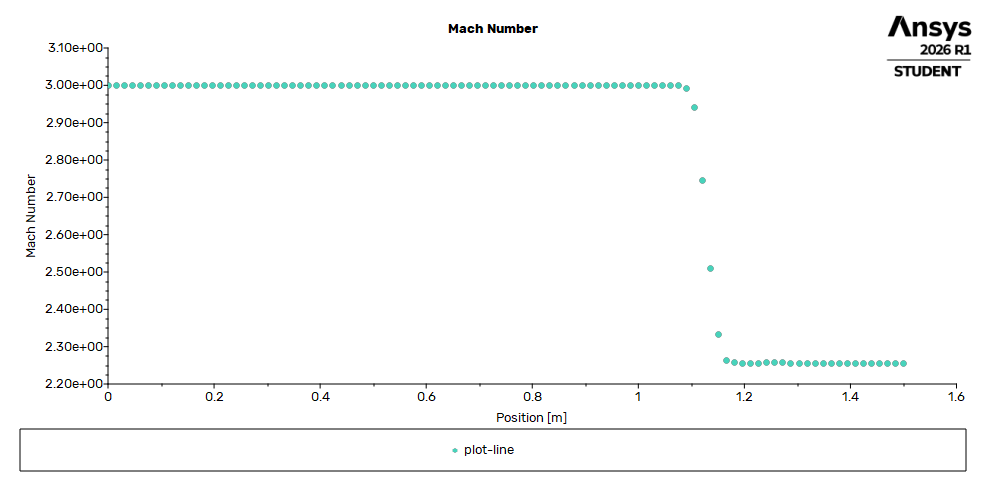 Mach Number
Ansys
2026 R1
STUDENT
3.10e+00
3.00e+00
2.90e+00
2.80e+00
2.70e+00
2.60e+00
2.50e+00
2.40e+00
2.30e+00
2.20e+00
Mach Number
0 0.2 0.4 0.6 0.8 1 1.2 1.4 1.6
Position [m]
plot-line